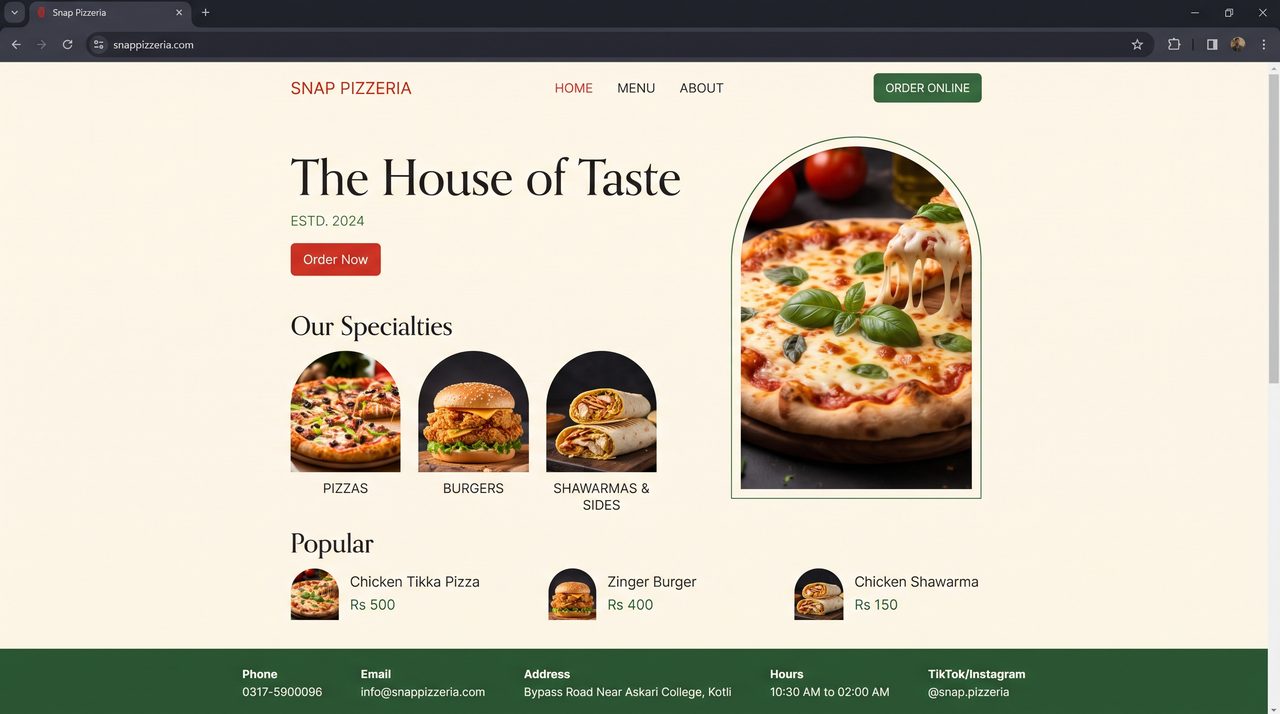 Snap Pizzeria
snappizzeria.com
SNAP PIZZERIA
HOME MENU ABOUT
ORDER ONLINE
The House of Taste
ESTD. 2024
Order Now
Our Specialties
PIZZAS
BURGERS
SHAWARMAS &
SIDES
Popular
Chicken Tikka Pizza
Rs 500
Zinger Burger
Rs 400
Chicken Shawarma
Rs 150
Phone
0317-5900096
Email
info@snappizzeria.com
Address
Bypass Road Near Askari College, Kotli
Hours
10:30 AM to 02:00 AM
TikTok/Instagram
@snap.pizzeria